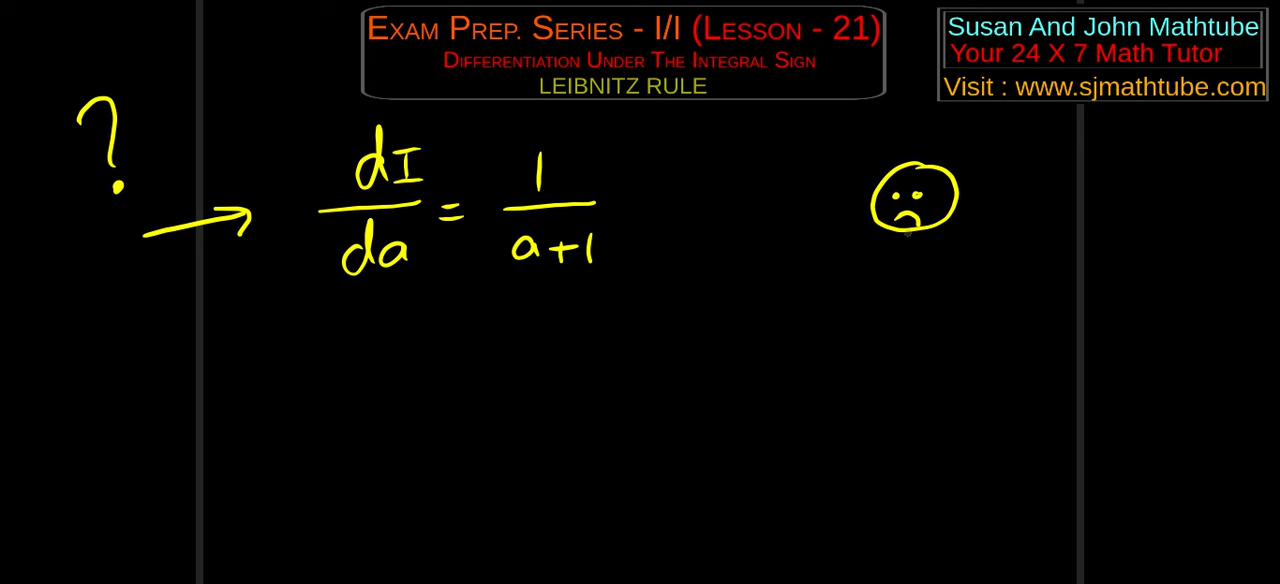 EXAM PREP. SERIES - I/I (LESSON - 21)
DIFFERENTIATION UNDER THE INTEGRAL SIGN
LEIBNITZ RULE
Susan And John Mathtube
Your 24 X 7 Math Tutor
Visit : www.sjmathtube.com
?
dI/da = 1/(a+1)